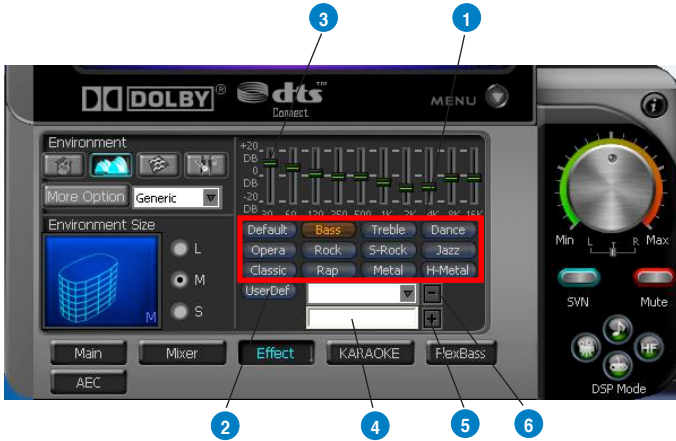 3
1
DOLBY®
dts™
Connect
MENU
i
Environment
More Option
Generic
Environment Size
L
M
S
M
+20
DB
0
DB
-20
DB
30 60 120 250 500 1K 2K 4K 8K 16K
Default Bass Treble Dance
Opera Rock S-Rock Jazz
Classic Rap Metal H-Metal
UserDef
Min L T R Max
SVN Mute
HF
DSP Mode
Main Mixer Effect KARAOKE FlexBass
AEC
2
4
5
6